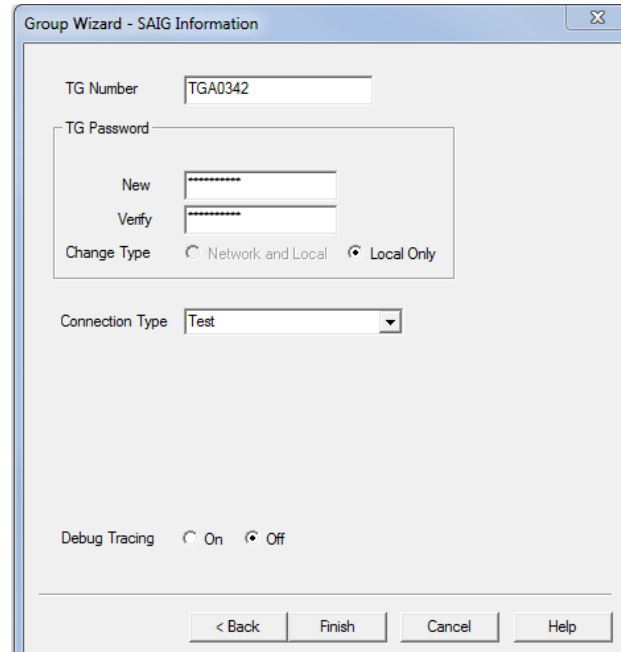 Group Wizard - SAIG Information
TG Number TGA0342
TG Password
New **********
Verify **********
Change Type Network and Local Local Only
Connection Type Test
Debug Tracing On Off
< Back Finish Cancel Help